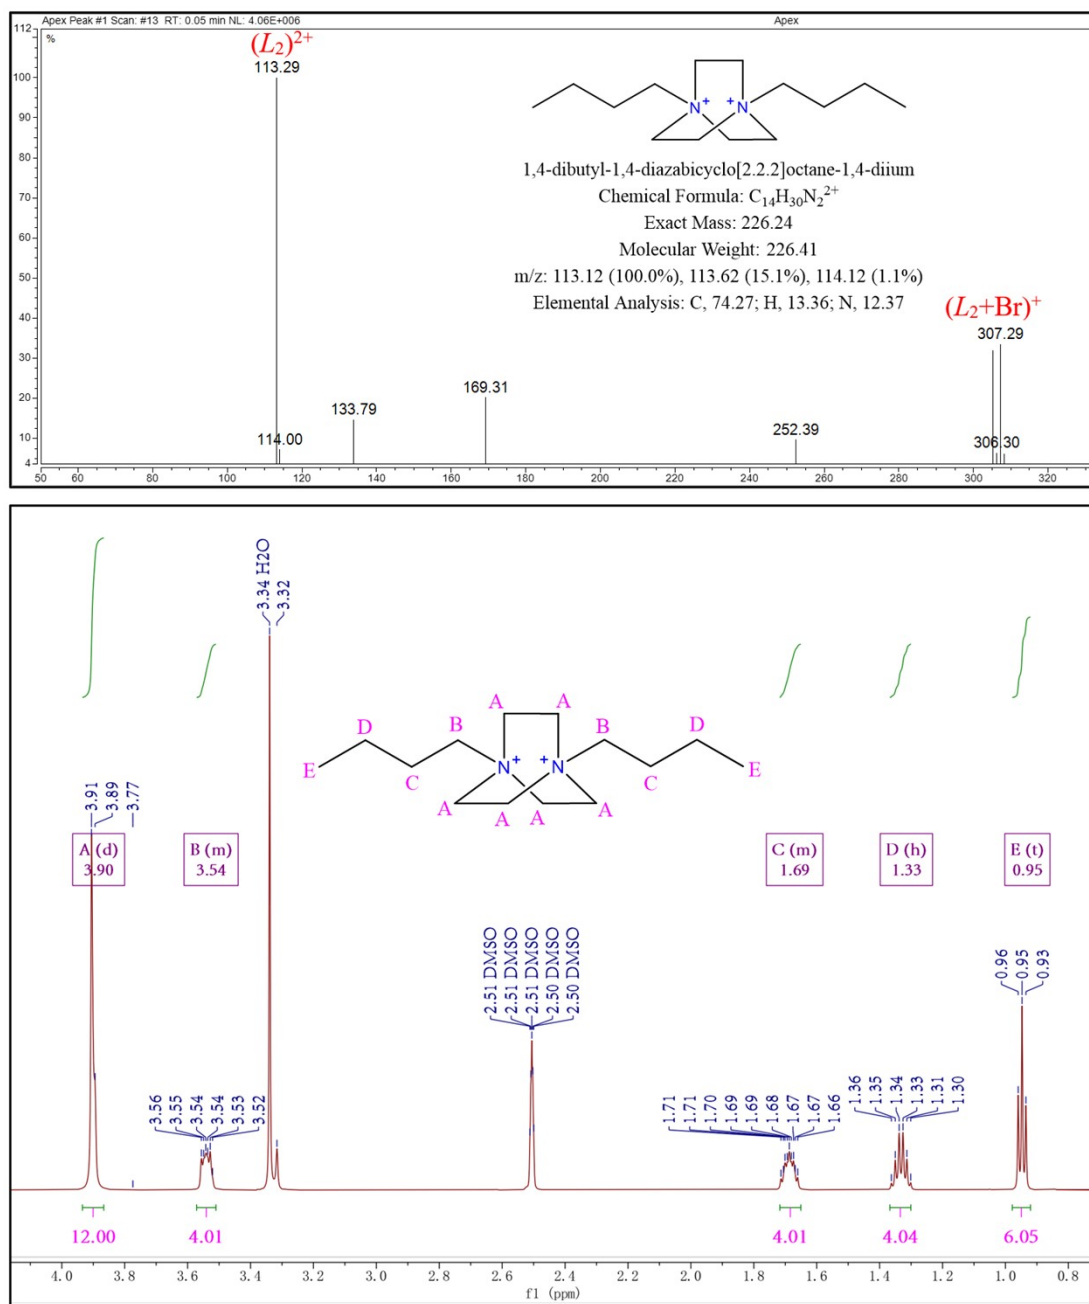 Apex Peak #1 Scan: #13 RT: 0.05 min NL: 4.06E+006
Apex
112
%
100
90
80
70
60
50
40
30
20
10
4
(L₂)²⁺
113.29
114.00
133.79
169.31
252.39
(L₂+Br)⁺
307.29
306.30
N⁺ ⁺N
1,4-dibutyl-1,4-diazabicyclo[2.2.2]octane-1,4-diium
Chemical Formula: C₁₄H₃₀N₂²⁺
Exact Mass: 226.24
Molecular Weight: 226.41
m/z: 113.12 (100.0%), 113.62 (15.1%), 114.12 (1.1%)
Elemental Analysis: C, 74.27; H, 13.36; N, 12.37
50 60 80 100 120 140 160 180 200 220 240 260 280 300 320
3.34 H2O
3.32
3.91
3.89
3.77
A (d)
3.90
B (m)
3.54
C (m)
1.69
D (h)
1.33
E (t)
0.95
A A
D B B D
E C N⁺ ⁺N C E
A A A A
3.56
3.55
3.54
3.54
3.53
3.52
2.51 DMSO
2.51 DMSO
2.51 DMSO
2.50 DMSO
2.50 DMSO
1.71
1.71
1.70
1.69
1.69
1.68
1.67
1.67
1.66
1.36
1.35
1.34
1.33
1.31
1.30
0.96
0.95
0.93
12.00 4.01 4.01 4.04 6.05
4.0 3.8 3.6 3.4 3.2 3.0 2.8 2.6 2.4 2.2 2.0 1.8 1.6 1.4 1.2 1.0 0.8
f1 (ppm)